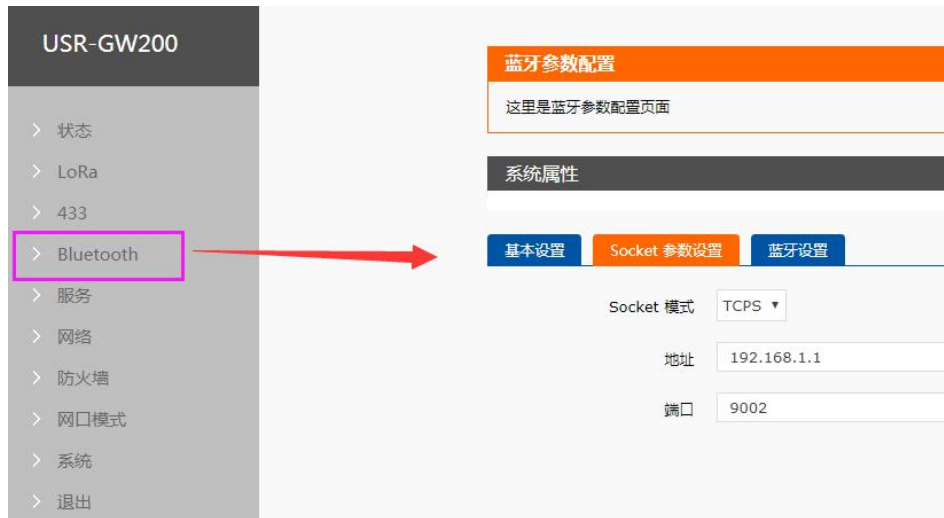 USR-GW200
状态
LoRa
433
Bluetooth
服务
网络
防火墙
网口模式
系统
退出
蓝牙参数配置
这里是蓝牙参数配置页面
系统属性
基本设置 Socket 参数设置 蓝牙设置
Socket 模式 TCPS
地址 192.168.1.1
端口 9002